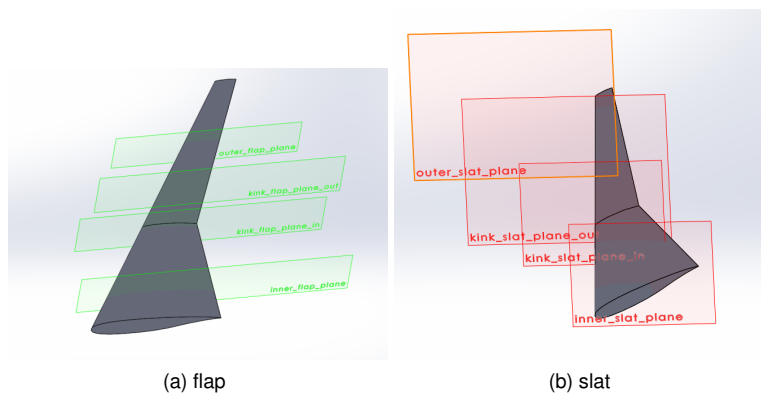 outer_flap_plane
kink_flap_plane_out
kink_flap_plane_in
inner_flap_plane
outer_slat_plane
kink_slat_plane_out
kink_slat_plane_in
inner_slat_plane
(a) flap
(b) slat